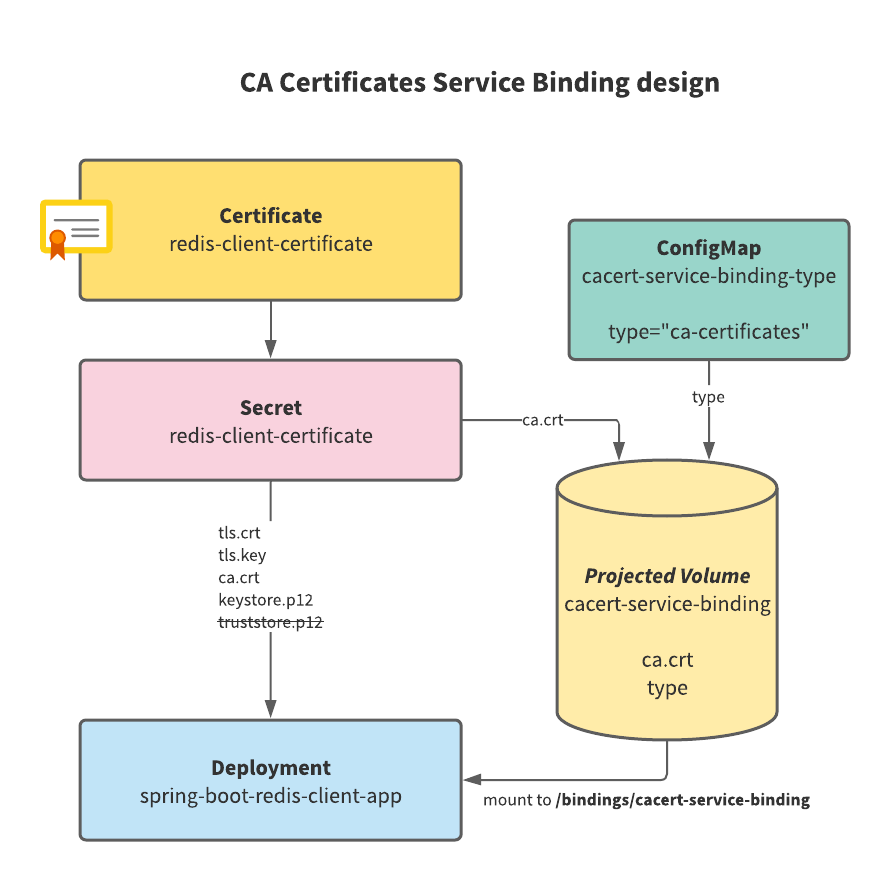 CA Certificates Service Binding design
Certificate
redis-client-certificate
ConfigMap
cacert-service-binding-type
type="ca-certificates"
Secret
redis-client-certificate
ca.crt
type
tls.crt
tls.key
ca.crt
keystore.p12
truststore.p12
Projected Volume
cacert-service-binding
ca.crt
type
Deployment
spring-boot-redis-client-app
mount to /bindings/cacert-service-binding